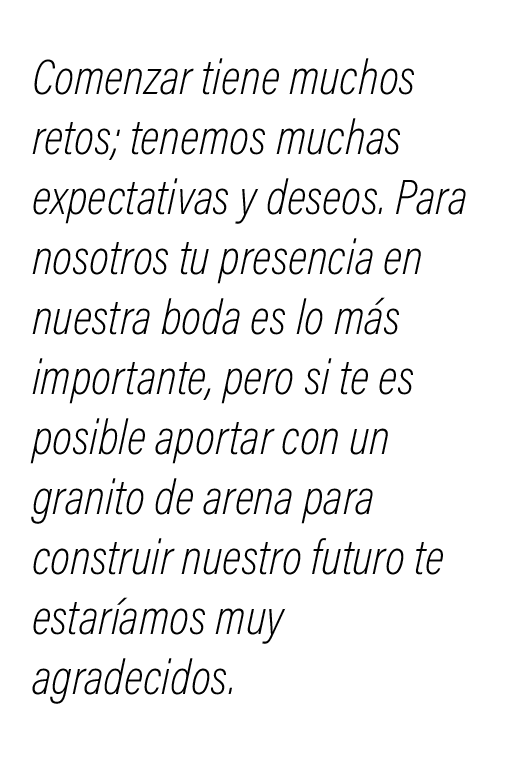 Comenzar tiene muchos
retos; tenemos muchas
expectativas y deseos. Para
nosotros tu presencia en
nuestra boda es lo más
importante, pero si te es
posible aportar con un
granito de arena para
construir nuestro futuro te
estaríamos muy
agradecidos.